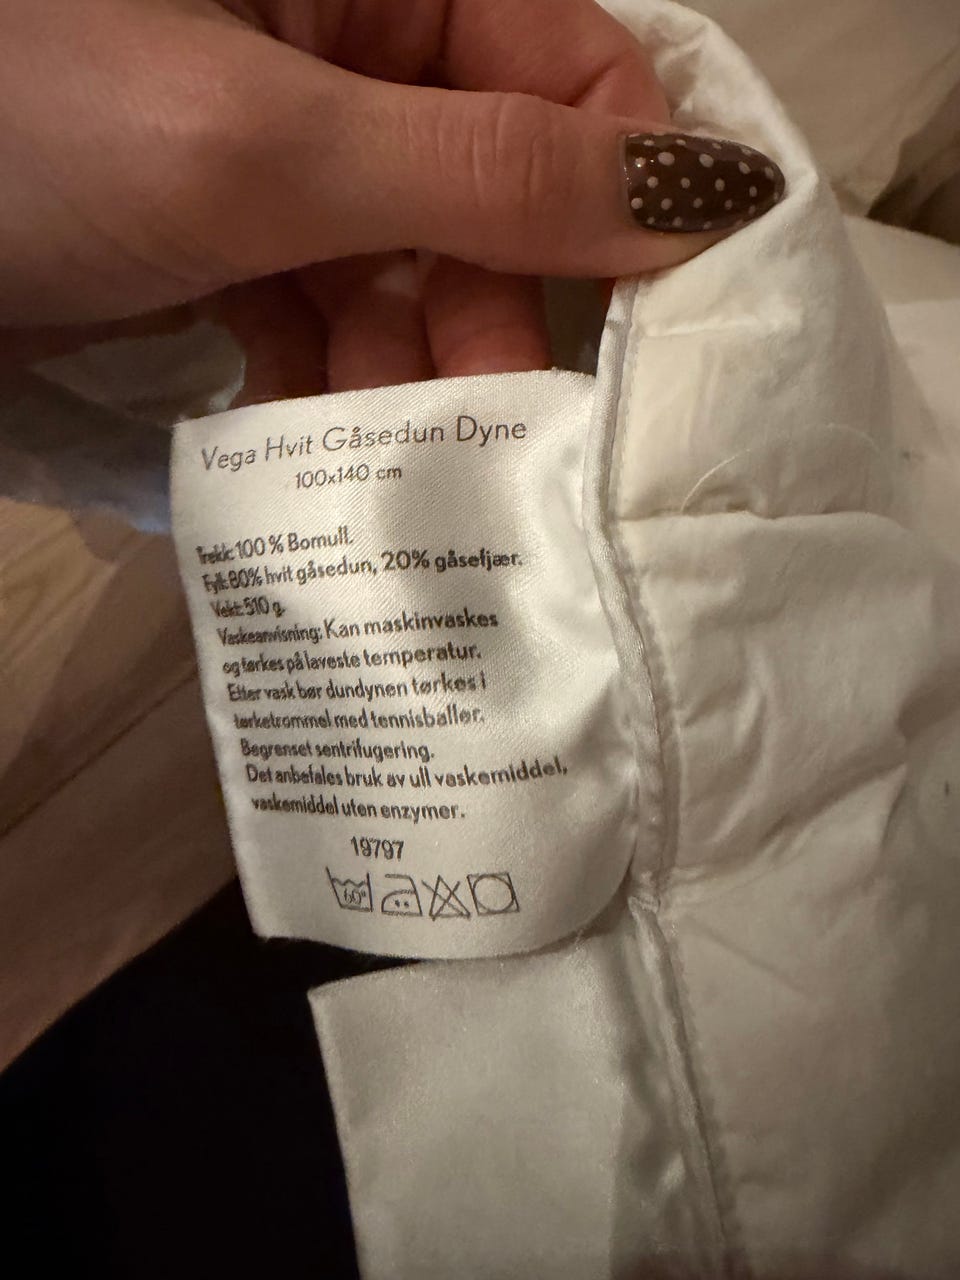 Vega Hvit Gåsedun Dyne
100x140 cm
Trekk: 100 % Bomull.
Fyll: 80% hvit gåsedun, 20% gåsefjær.
Vekt: 510 g.
Vaskeanvisning: Kan maskinvaskes
og tørkes på laveste temperatur.
Etter vask bør dundynen tørkes i
tørketrommel med tennisballer.
Begrenset sentrifugering.
Det anbefales bruk av ull vaskemiddel,
vaskemiddel uten enzymer.
19797
60°